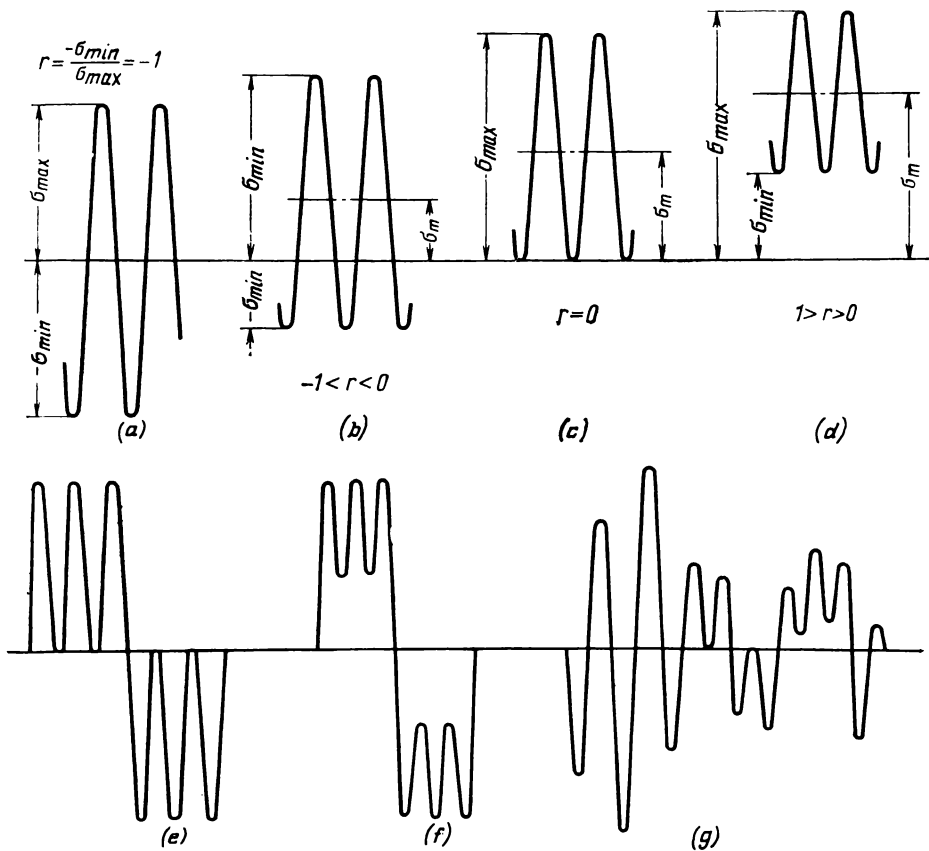 r = -σmin / σmax = -1
σmax
-σmin
(a)
σmin
-σmin
σm
-1 < r < 0
(b)
σmax
σm
r = 0
(c)
σmax
σmin
σm
1 > r > 0
(d)
(e)
(f)
(g)